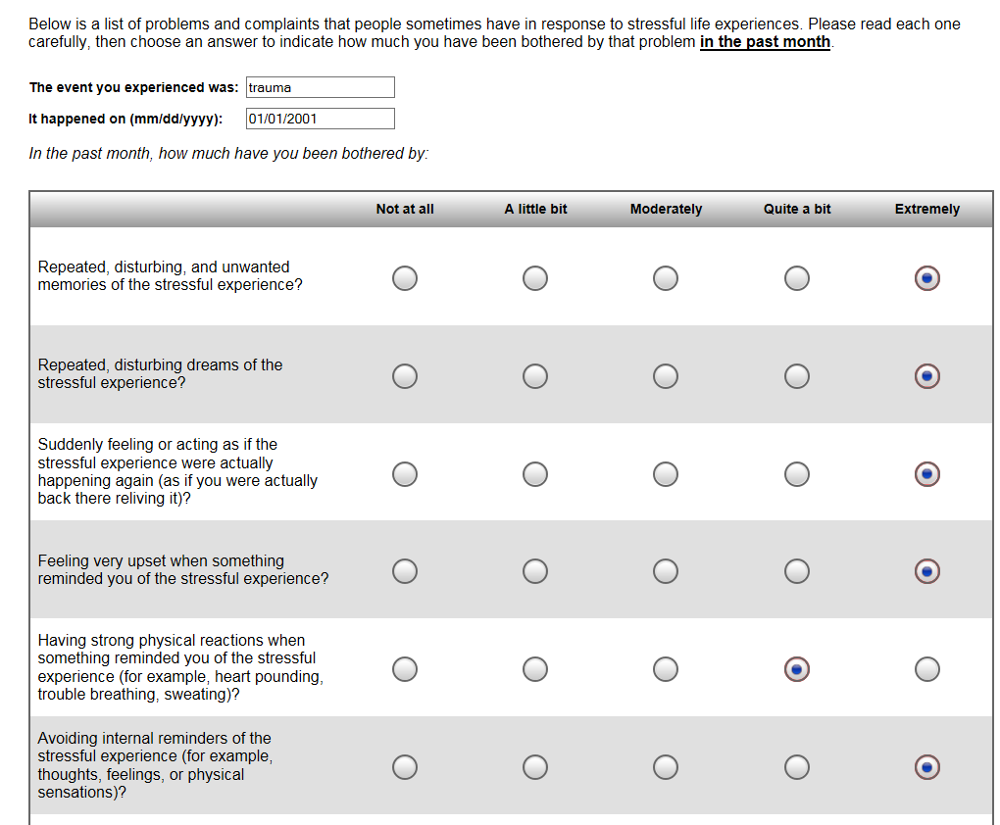 Below is a list of problems and complaints that people sometimes have in response to stressful life experiences. Please read each one
carefully, then choose an answer to indicate how much you have been bothered by that problem in the past month.
The event you experienced was: trauma
It happened on (mm/dd/yyyy): 01/01/2001
In the past month, how much have you been bothered by:
Not at all A little bit Moderately Quite a bit Extremely
Repeated, disturbing, and unwanted
memories of the stressful experience?
Repeated, disturbing dreams of the
stressful experience?
Suddenly feeling or acting as if the
stressful experience were actually
happening again (as if you were actually
back there reliving it)?
Feeling very upset when something
reminded you of the stressful experience?
Having strong physical reactions when
something reminded you of the stressful
experience (for example, heart pounding,
trouble breathing, sweating)?
Avoiding internal reminders of the
stressful experience (for example,
thoughts, feelings, or physical
sensations)?